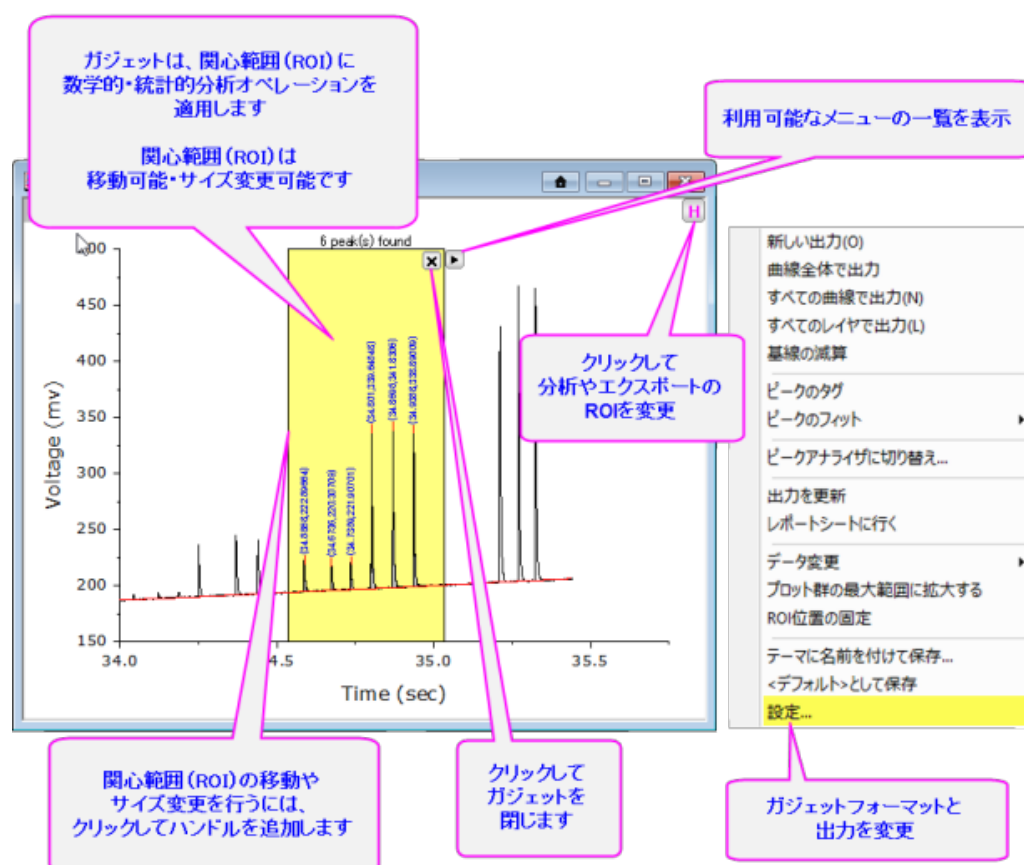 ガジェットは、関心範囲(ROI)に
数学的・統計的分析オペレーションを
適用します
関心範囲(ROI)は
移動可能・サイズ変更可能です
利用可能なメニューの一覧を表示
H
6 peak(s) found
500
450
400
350
300
250
200
150
Voltage (mv)
34.0
4.5
35.0
35.5
Time (sec)
クリックして
分析やエクスポートの
ROIを変更
新しい出力(O)
曲線全体で出力
すべての曲線で出力(N)
すべてのレイヤで出力(L)
基線の減算
ピークのタグ
ピークのフィット
ピークアナライザに切り替え...
出力を更新
レポートシートに行く
データ変更
プロット群の最大範囲に拡大する
ROI位置の固定
テーマに名前を付けて保存...
<デフォルト>として保存
設定...
関心範囲(ROI)の移動や
サイズ変更を行うには、
クリックしてハンドルを追加します
クリックして
ガジェットを
閉じます
ガジェットフォーマットと
出力を変更